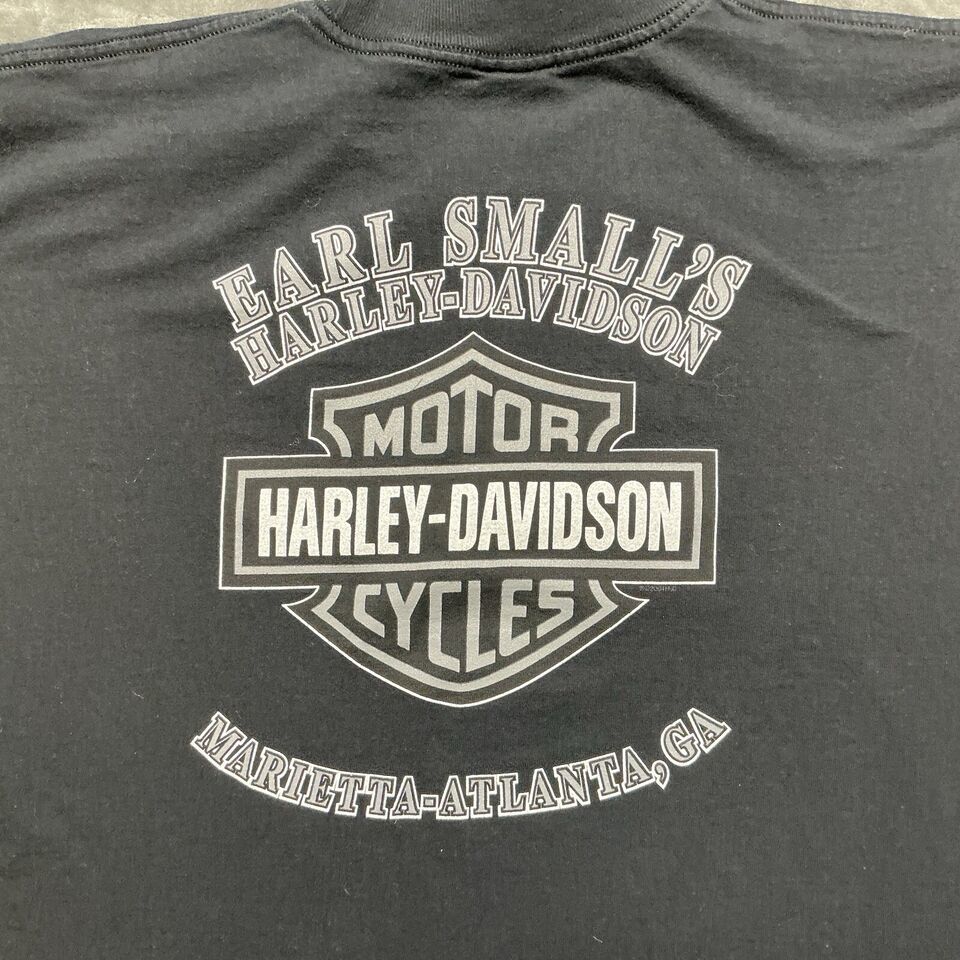 EARL SMALL'S
HARLEY-DAVIDSON
MOTOR
HARLEY-DAVIDSON
CYCLES
MARIETTA-ATLANTA, GA